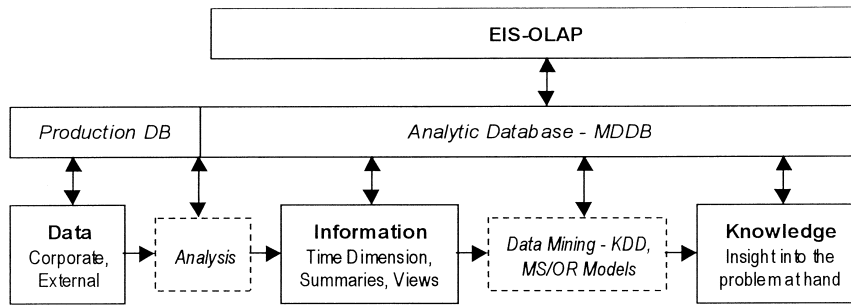 EIS-OLAP
Production DB
Analytic Database - MDDB
Data
Corporate,
External
Analysis
Information
Time Dimension,
Summaries, Views
Data Mining - KDD,
MS/OR Models
Knowledge
Insight into the
problem at hand